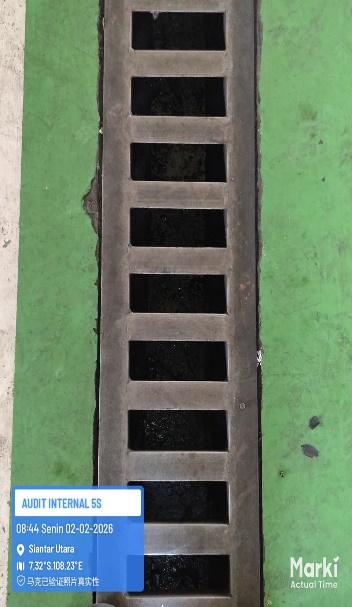 AUDIT INTERNAL 5S
08:44 Senin 02-02-2026
Siantar Utara
7,32°S,108.23°E
马克已验证照片真实性
Marki
Actual Time